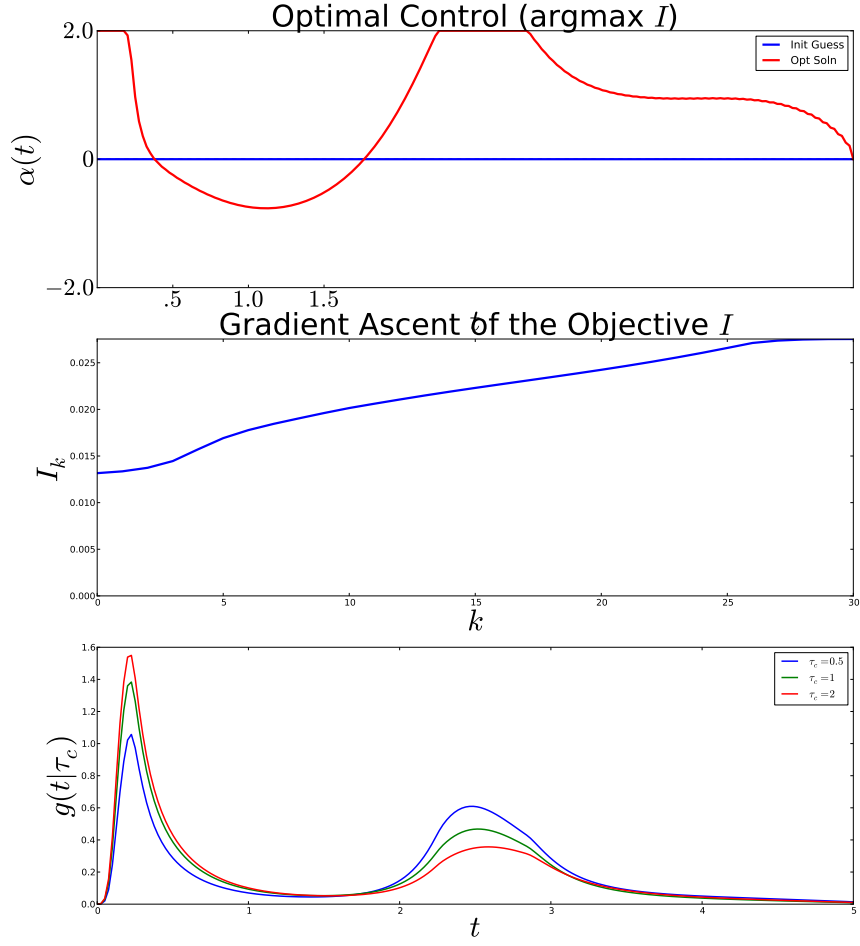 Optimal Control (argmax I)
2.0
Init Guess
Opt Soln
α(t)
0
−2.0
.5 1.0 1.5
t
Gradient Ascent of the Objective I
0.025
0.020
0.015
0.010
0.005
0.000
I_k
0 5 10 15 20 25 30
k
1.6
1.4
1.2
1.0
0.8
0.6
0.4
0.2
0.0
τ_c =0.5
τ_c =1
τ_c =2
g(t|τ_c)
0 1 2 3 4 5
t